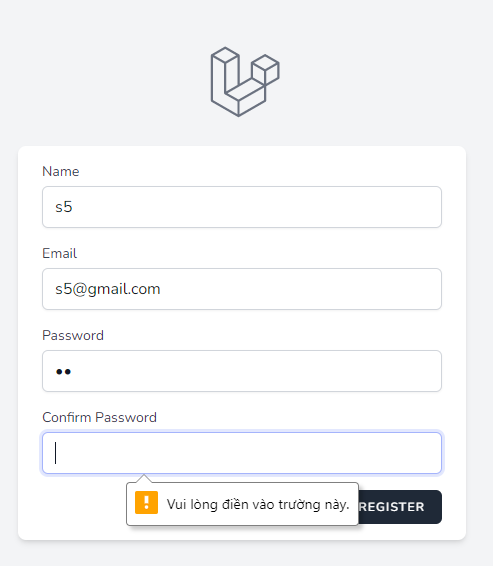 Name
s5
Email
s5@gmail.com
Password
••
Confirm Password
Vui lòng điền vào trường này.
REGISTER